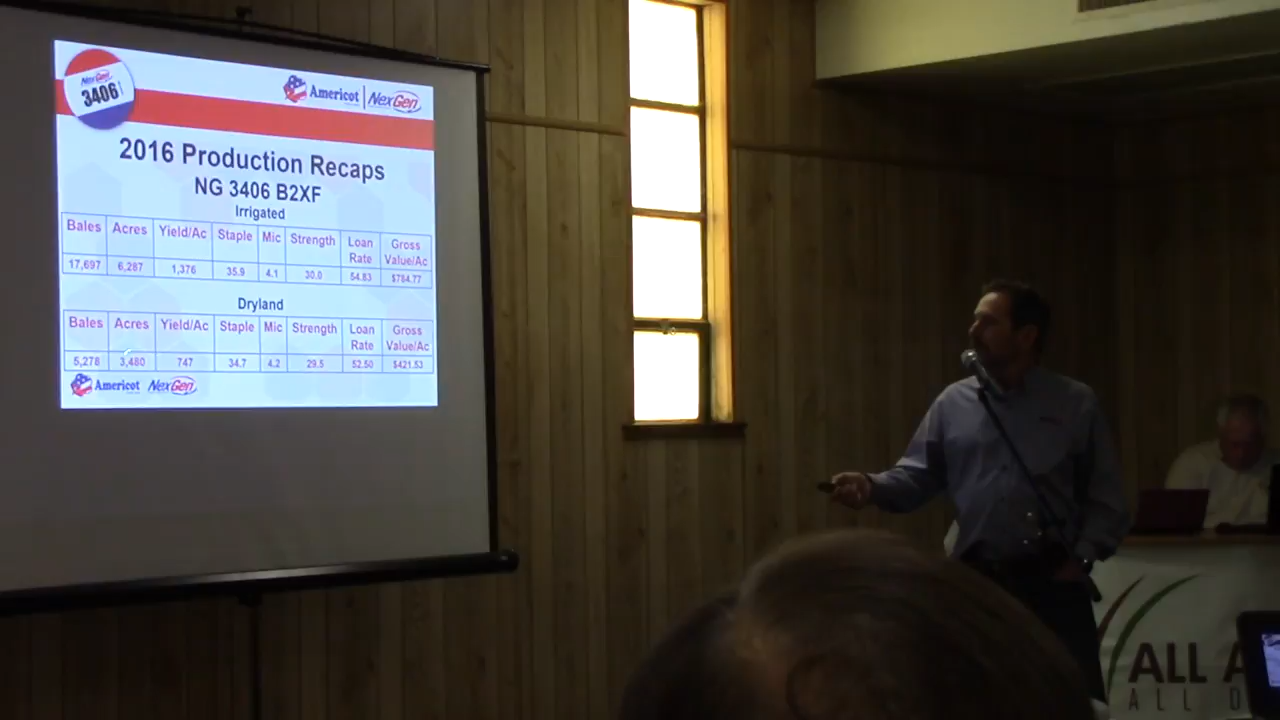 NexGen
3406
Americot NexGen
2016 Production Recaps
NG 3406 B2XF
Irrigated
Bales Acres Yield/Ac Staple Mic Strength Loan Rate Gross Value/Ac
17,697 6,287 1,376 35.9 4.1 30.0 54.83 $754.77
Dryland
Bales Acres Yield/Ac Staple Mic Strength Loan Rate Gross Value/Ac
5,278 3,480 747 34.7 4.2 29.5 52.50 $421.53
Americot NexGen
ALL A
ALL D